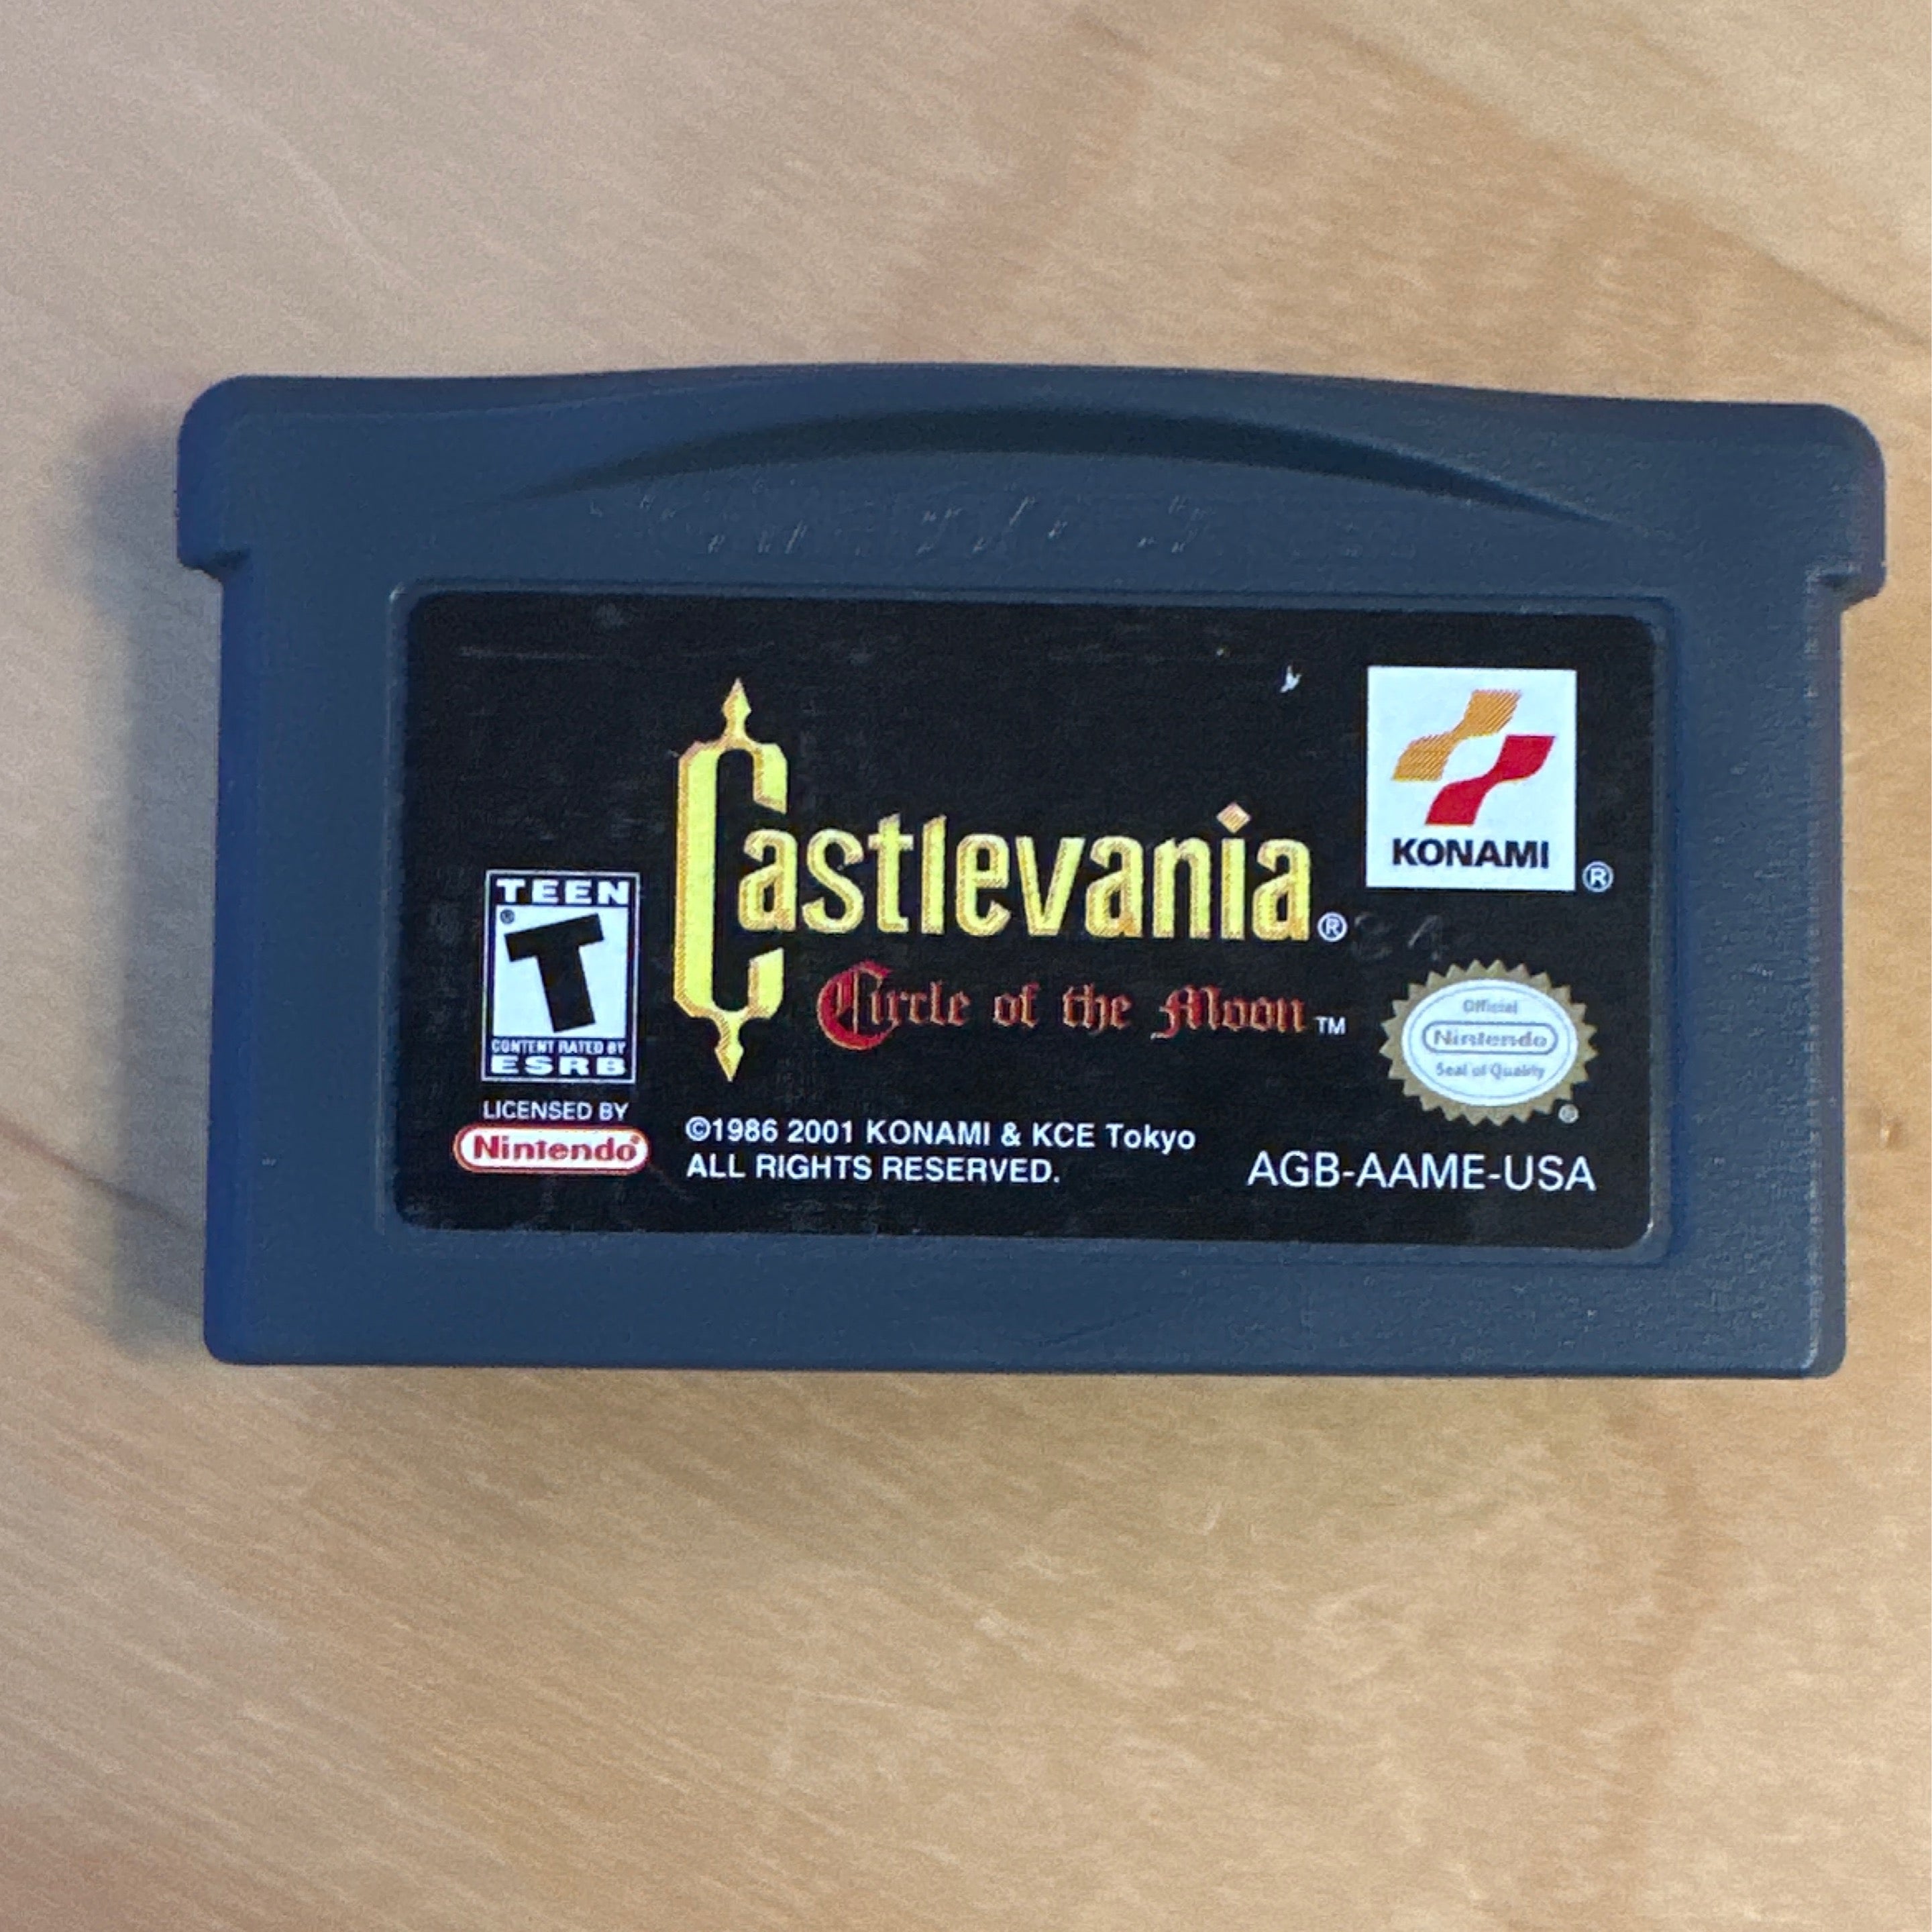 KONAMI
®
Castlevania®
Circle of the Moon™
TEEN
T
®
CONTENT RATED BY
ESRB
LICENSED BY
Nintendo®
©1986 2001 KONAMI & KCE Tokyo
ALL RIGHTS RESERVED.
Official
Nintendo
Seal of Quality
®
AGB-AAME-USA